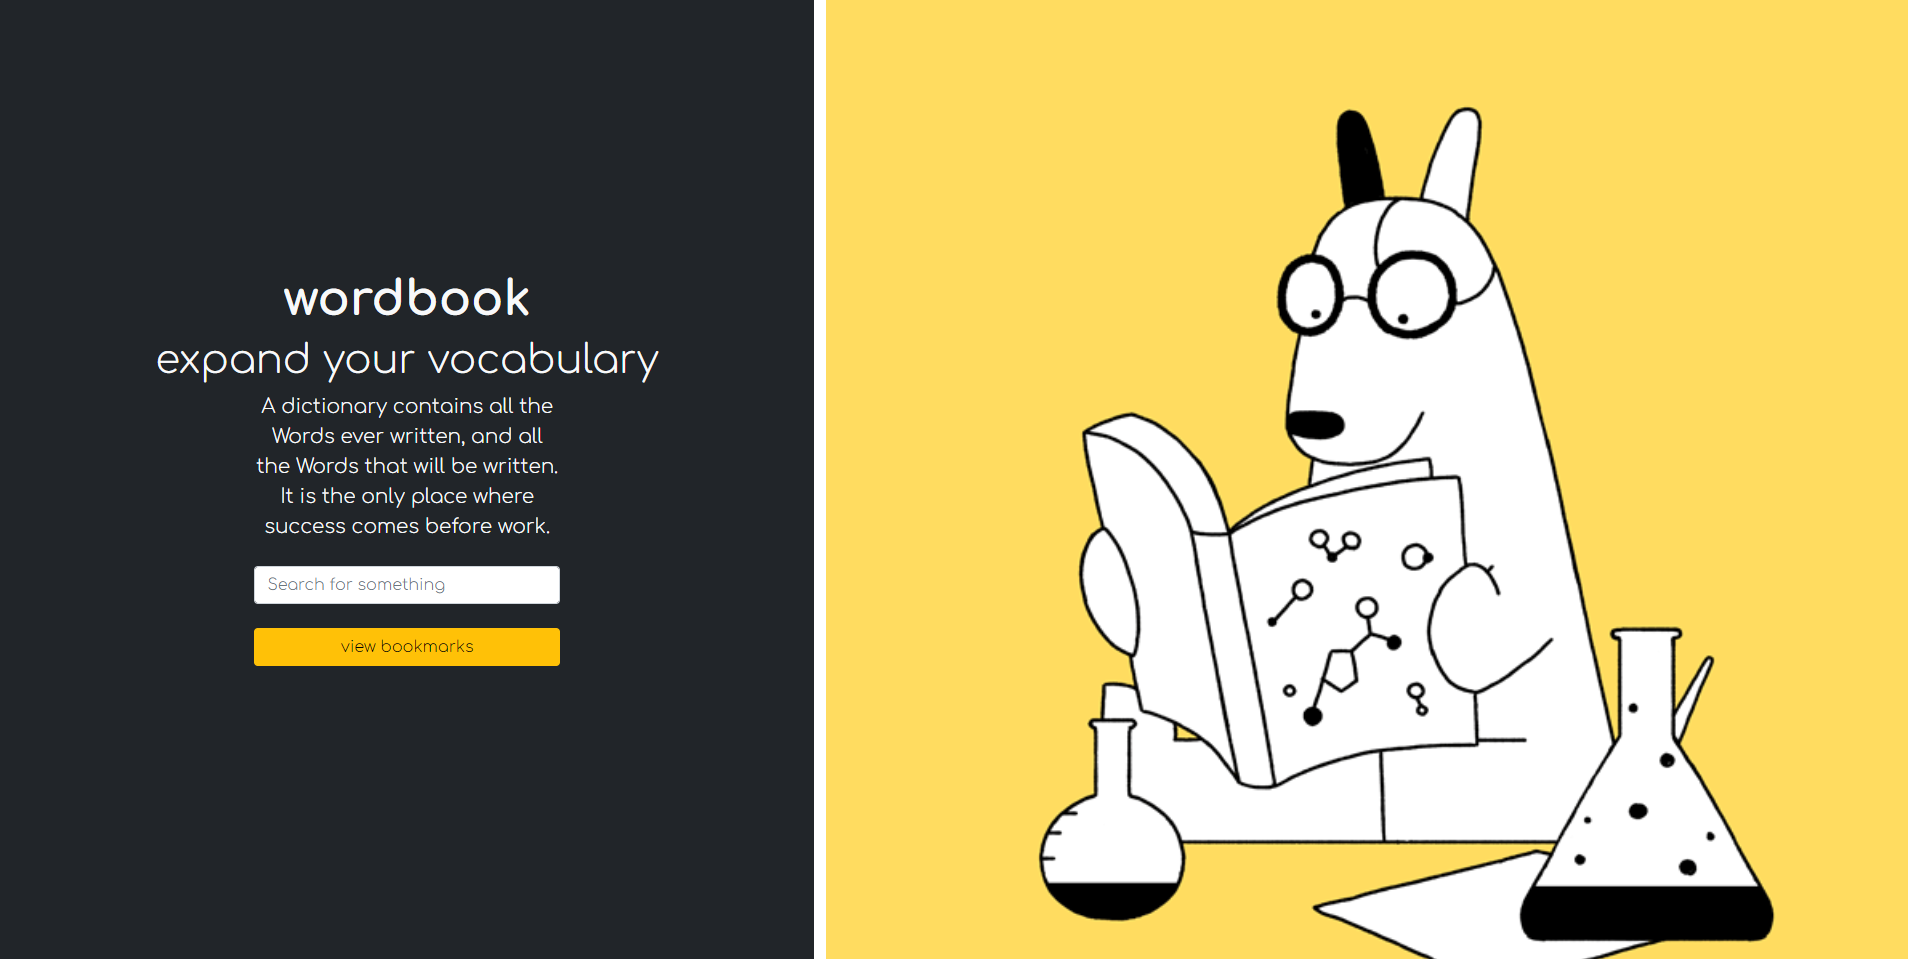 wordbook
expand your vocabulary
A dictionary contains all the
Words ever written, and all
the Words that will be written.
It is the only place where
success comes before work.
Search for something
view bookmarks